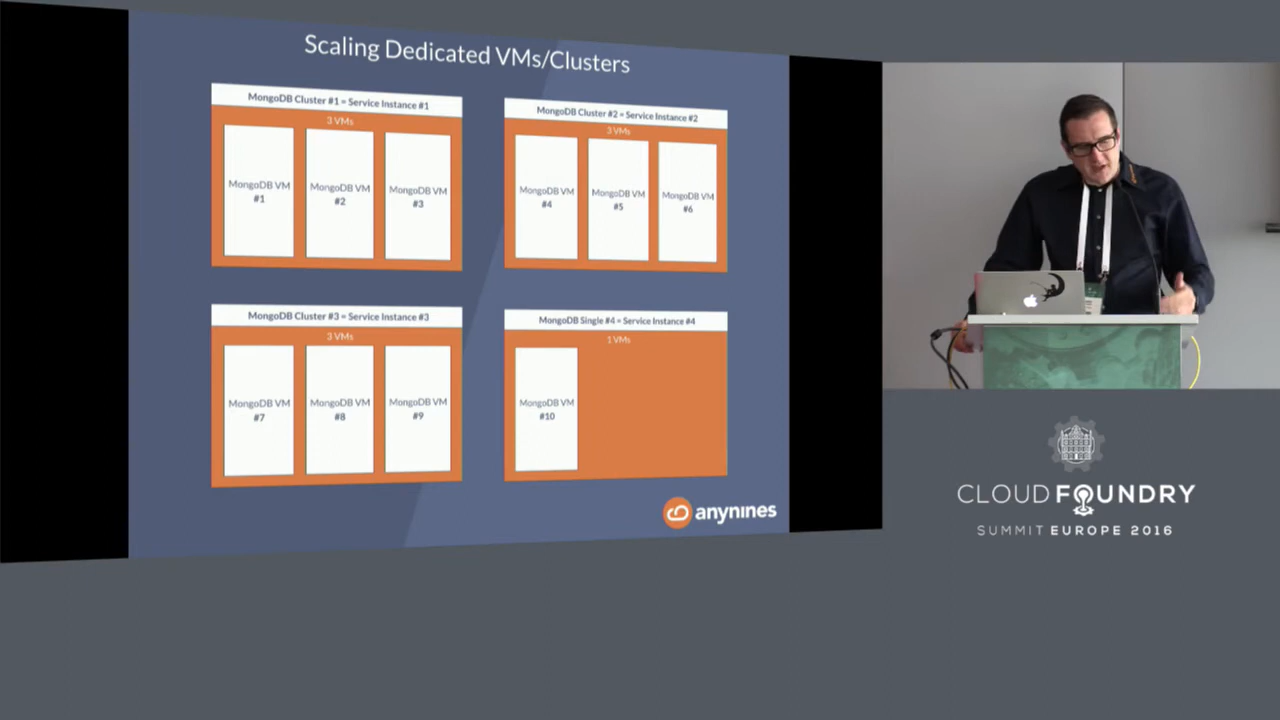 Scaling Dedicated VMs/Clusters
MongoDB Cluster #1 = Service Instance #1
3 VMs
MongoDB VM
#1
MongoDB VM
#2
MongoDB VM
#3
MongoDB Cluster #2 = Service Instance #2
3 VMs
MongoDB VM
#4
MongoDB VM
#5
MongoDB VM
#6
MongoDB Cluster #3 = Service Instance #3
3 VMs
MongoDB VM
#7
MongoDB VM
#8
MongoDB VM
#9
MongoDB Single #4 = Service Instance #4
1 VMs
MongoDB VM
#10
anynines
CLOUD FOUNDRY
SUMMIT EUROPE 2016